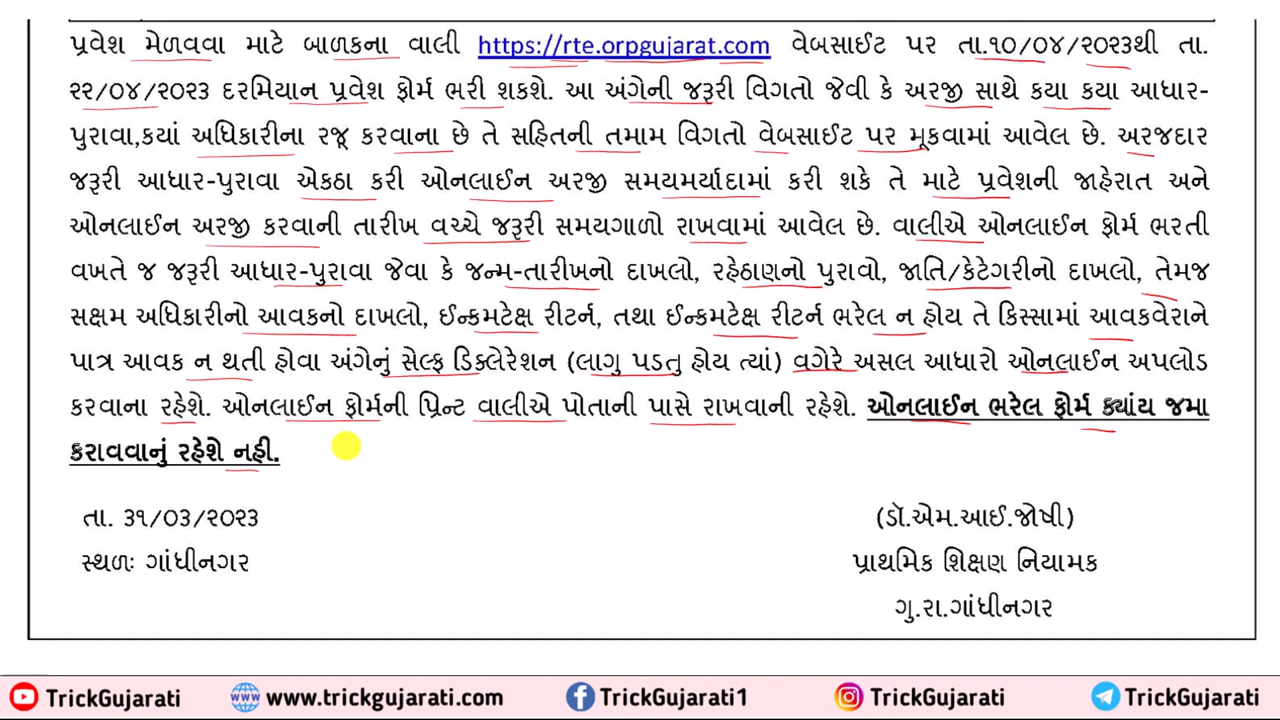 પ્રવેશ મેળવવા માટે બાળકના વાલી https://rte.orpgujarat.com વેબસાઈટ પર તા.૧૦/૦૪/૨૦૨૩થી તા.
૨૨/૦૪/૨૦૨૩ દરમિયાન પ્રવેશ ફોર્મ ભરી શકશે. આ અંગેની જરૂરી વિગતો જેવી કે અરજી સાથે કયા કયા આધાર-
પુરાવા,કયાં અધિકારીના રજૂ કરવાના છે તે સહિતની તમામ વિગતો વેબસાઈટ પર મૂકવામાં આવેલ છે. અરજદાર
જરૂરી આધાર-પુરાવા એકઠા કરી ઓનલાઈન અરજી સમયમર્યાદામાં કરી શકે તે માટે પ્રવેશની જાહેરાત અને
ઓનલાઈન અરજી કરવાની તારીખ વચ્ચે જરૂરી સમયગાળો રાખવામાં આવેલ છે. વાલીએ ઓનલાઈન ફોર્મ ભરતી
વખતે જ જરૂરી આધાર-પુરાવા જેવા કે જન્મ-તારીખનો દાખલો, રહેઠાણનો પુરાવો, જાતિ/કેટેગરીનો દાખલો, તેમજ
સક્ષમ અધિકારીનો આવકનો દાખલો, ઈન્કમટેક્ષ રીટર્ન, તથા ઈન્કમટેક્ષ રીટર્ન ભરેલ ન હોય તે કિસ્સામાં આવકવેરાને
પાત્ર આવક ન થતી હોવા અંગેનું સેલ્ફ ડિક્લેરેશન (લાગુ પડતુ હોય ત્યાં) વગેરે અસલ આધારો ઓનલાઈન અપલોડ
કરવાના રહેશે. ઓનલાઈન ફોર્મની પ્રિન્ટ વાલીએ પોતાની પાસે રાખવાની રહેશે. ઓનલાઈન ભરેલ ફોર્મ ક્યાંય જમા
કરાવવાનું રહેશે નહી.
તા. ૩૧/૦૩/૨૦૨૩
સ્થળઃ ગાંધીનગર
(ડૉ.એમ.આઈ.જોષી)
પ્રાથમિક શિક્ષણ નિયામક
ગુ.રા.ગાંધીનગર
TrickGujarati www.trickgujarati.com TrickGujarati1 TrickGujarati TrickGujarati